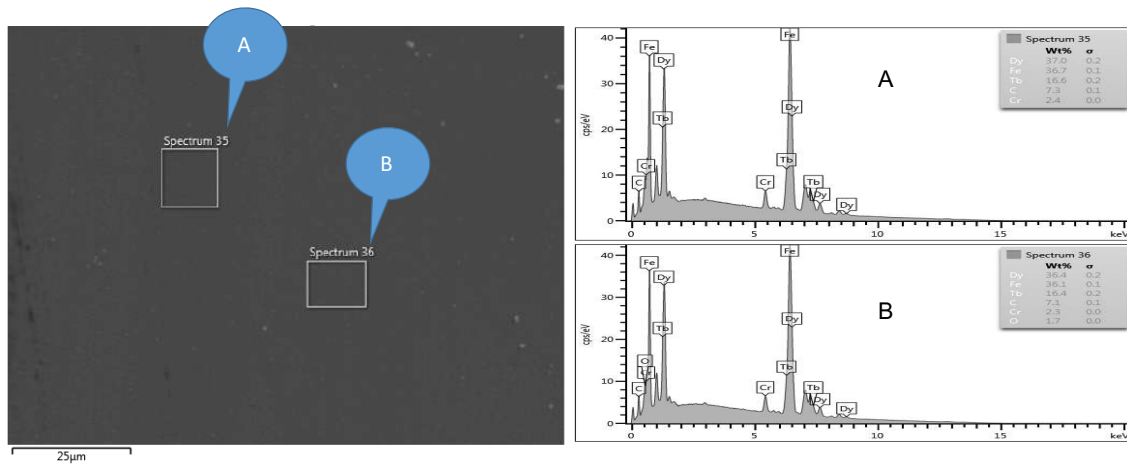 A
Spectrum 35
B
Spectrum 36
25µm
A
Spectrum 35
Wt% σ
Dy 37.0 0.2
Fe 36.7 0.1
Tb 16.6 0.2
C 7.3 0.1
Cr 2.4 0.0
cps/eV
40
30
20
10
0
Fe
Dy
Tb
Cr
C
Fe
Dy
Tb
Cr
Tb
Dy
Dy
0 5 10 15 keV
B
Spectrum 36
Wt% σ
Dy 36.4 0.2
Fe 36.1 0.1
Tb 16.4 0.2
C 7.1 0.1
Cr 2.3 0.0
O 1.7 0.0
cps/eV
40
30
20
10
0
Fe
Dy
Tb
O
Cr
C
Fe
Dy
Tb
Cr
Tb
Dy
Dy
0 5 10 15 keV